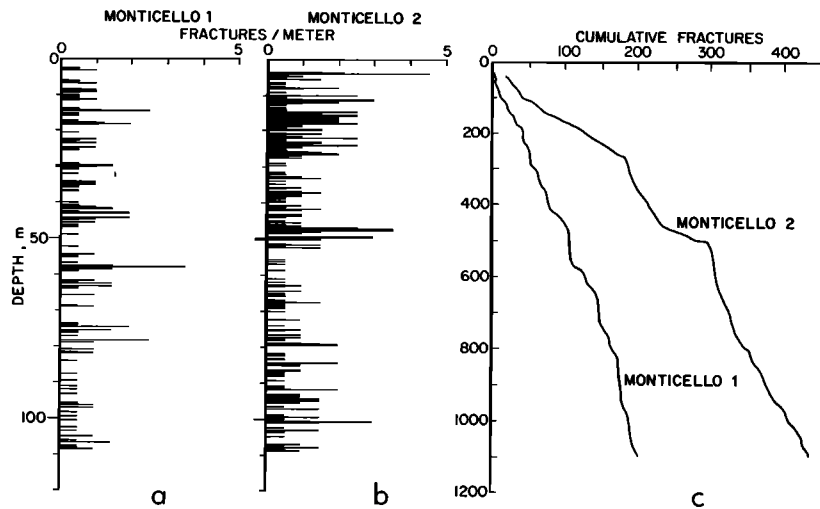 MONTICELLO 1 MONTICELLO 2
FRACTURES / METER
0 5 0 5
0
50
100
DEPTH, m
a
b
CUMULATIVE FRACTURES
0 100 200 300 400
200
400
600
800
1000
1200
MONTICELLO 2
MONTICELLO 1
c